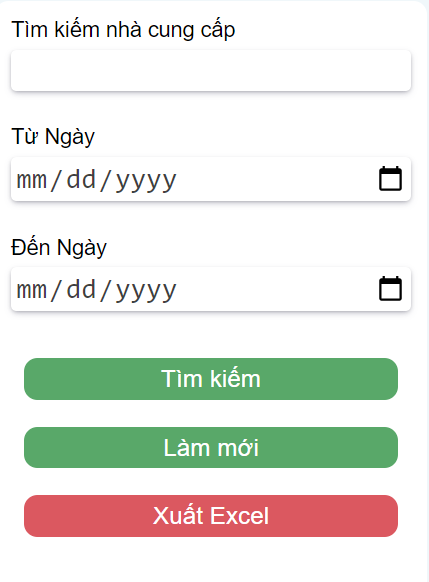 Tìm kiếm nhà cung cấp
Từ Ngày
mm/dd/yyyy
Đến Ngày
mm/dd/yyyy
Tìm kiếm
Làm mới
Xuất Excel